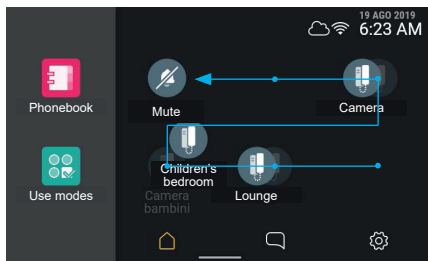 19 AGO 2019
6:23 AM
Phonebook
Mute
Camera
Children's
bedroom
Use modes
Camera
bambini
Lounge